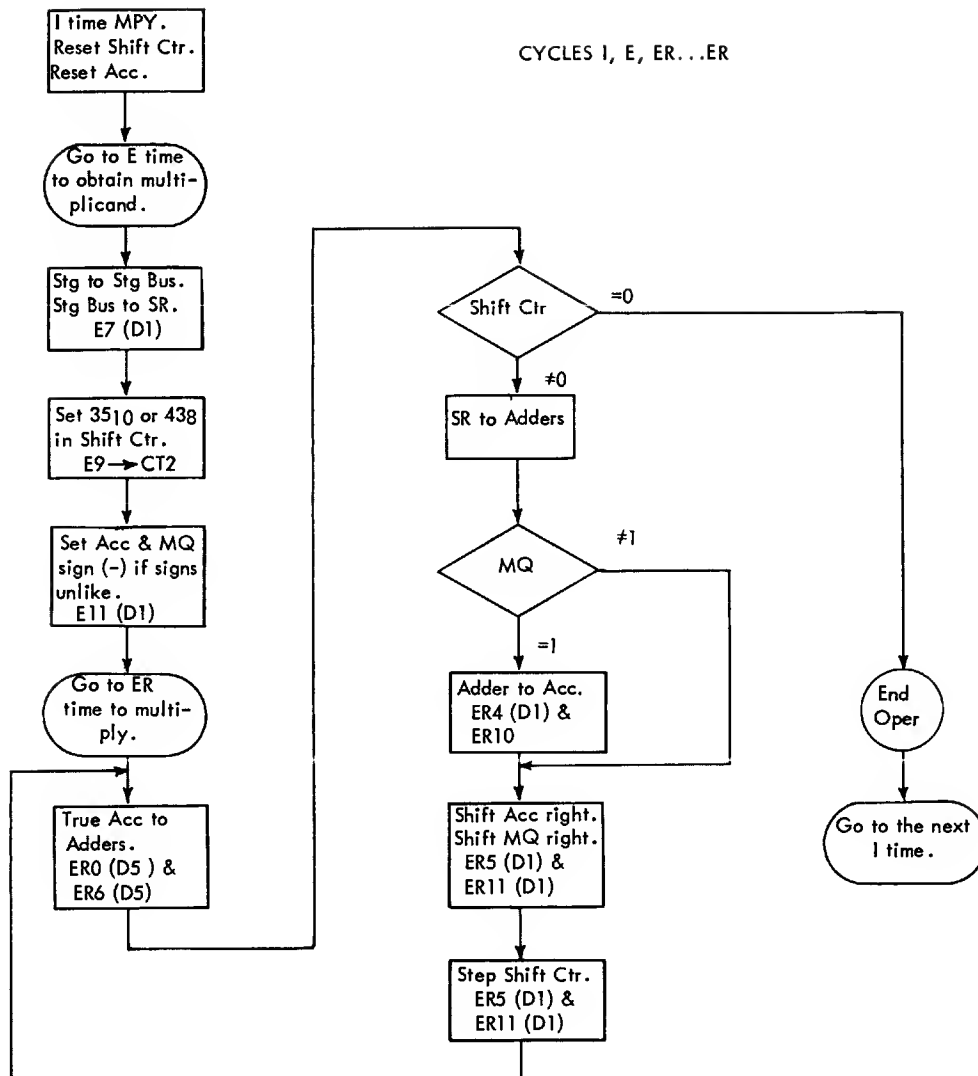 I time MPY.
Reset Shift Ctr.
Reset Acc.
CYCLES I, E, ER...ER
Go to E time
to obtain multi-
plicand.
Stg to Stg Bus.
Stg Bus to SR.
E7 (D1)
Set 35₁₀ or 43₈
in Shift Ctr.
E9 → CT2
Set Acc & MQ
sign (-) if signs
unlike.
E11 (D1)
Go to ER
time to multi-
ply.
True Acc to
Adders.
ER0 (D5 ) &
ER6 (D5)
Shift Ctr
=0
≠0
SR to Adders
MQ
≠1
=1
Adder to Acc.
ER4 (D1) &
ER10
Shift Acc right.
Shift MQ right.
ER5 (D1) &
ER11 (D1)
Step Shift Ctr.
ER5 (D1) &
ER11 (D1)
End
Oper
Go to the next
I time.